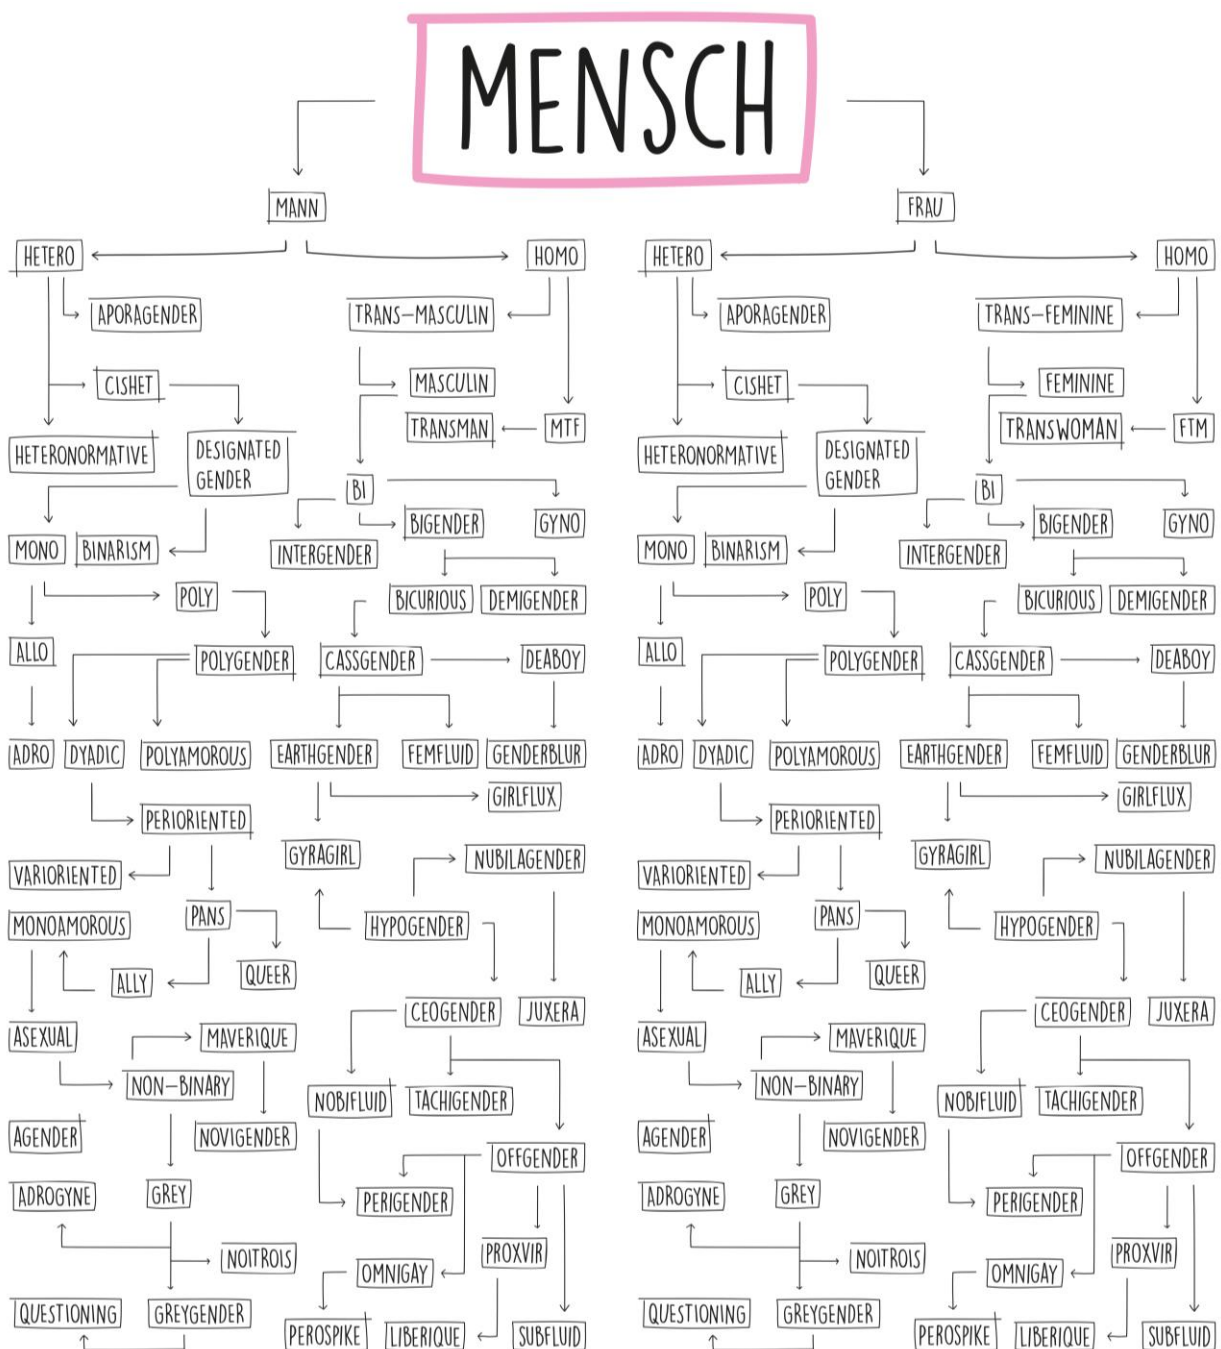 MENSCH
MANN
FRAU
HETERO
HOMO
HETERO
HOMO
APORAGENDER
TRANS-MASCULIN
APORAGENDER
TRANS-FEMININE
CISHET
MASCULIN
CISHET
FEMININE
TRANSMAN
MTF
TRANSWOMAN
FTM
HETERONORMATIVE
DESIGNATED
GENDER
HETERONORMATIVE
DESIGNATED
GENDER
BI
BI
BIGENDER
GYNO
BIGENDER
GYNO
MONO
BINARISM
INTERGENDER
MONO
BINARISM
INTERGENDER
POLY
BICURIOUS
DEMIGENDER
POLY
BICURIOUS
DEMIGENDER
ALLO
POLYGENDER
CASSGENDER
DEABOY
ALLO
POLYGENDER
CASSGENDER
DEABOY
ADRO
DYADIC
POLYAMOROUS
EARTHGENDER
FEMFLUID
GENDERBLUR
ADRO
DYADIC
POLYAMOROUS
EARTHGENDER
FEMFLUID
GENDERBLUR
GIRLFLUX
GIRLFLUX
PERIORIENTED
PERIORIENTED
GYRAGIRL
NUBILAGENDER
GYRAGIRL
NUBILAGENDER
VARIORIENTED
VARIORIENTED
MONOAMOROUS
PANS
HYPOGENDER
MONOAMOROUS
PANS
HYPOGENDER
ALLY
QUEER
ALLY
QUEER
CEOGENDER
JUXERA
CEOGENDER
JUXERA
ASEXUAL
MAVERIQUE
ASEXUAL
MAVERIQUE
NON-BINARY
NOBIFLUID
TACHIGENDER
NON-BINARY
NOBIFLUID
TACHIGENDER
AGENDER
NOVIGENDER
OFFGENDER
AGENDER
NOVIGENDER
OFFGENDER
ADROGYNE
GREY
PERIGENDER
ADROGYNE
GREY
PERIGENDER
NOITROIS
OMNIGAY
PROXVIR
NOITROIS
OMNIGAY
PROXVIR
QUESTIONING
GREYGENDER
PEROSPIKE
LIBERIQUE
SUBFLUID
QUESTIONING
GREYGENDER
PEROSPIKE
LIBERIQUE
SUBFLUID